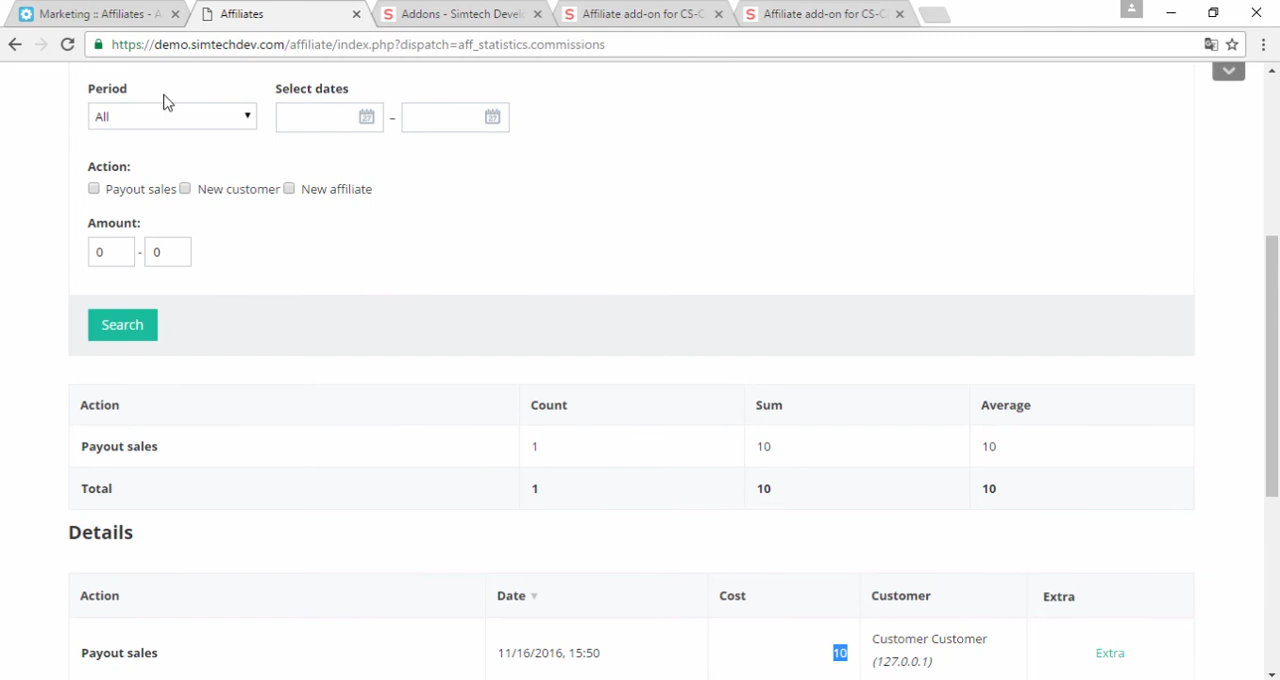 Marketing :: Affiliates - A
Affiliates
Addons - Simtech Devel
Affiliate add-on for CS-C
Affiliate add-on for CS-C
https://demo.simtechdev.com/affiliate/index.php?dispatch=aff_statistics.commissions
Period
Select dates
All
27
–
27
Action:
Payout sales New customer New affiliate
Amount:
0 - 0
Search
Action Count Sum Average
Payout sales 1 10 10
Total 1 10 10
Details
Action Date Cost Customer Extra
Payout sales 11/16/2016, 15:50 10 Customer Customer Extra
(127.0.0.1)